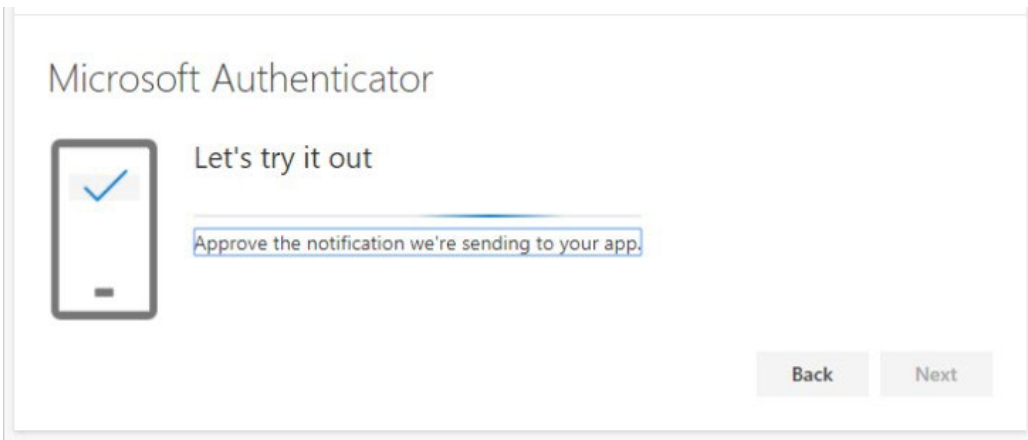 Microsoft Authenticator
Let's try it out
Approve the notification we're sending to your app.
Back
Next